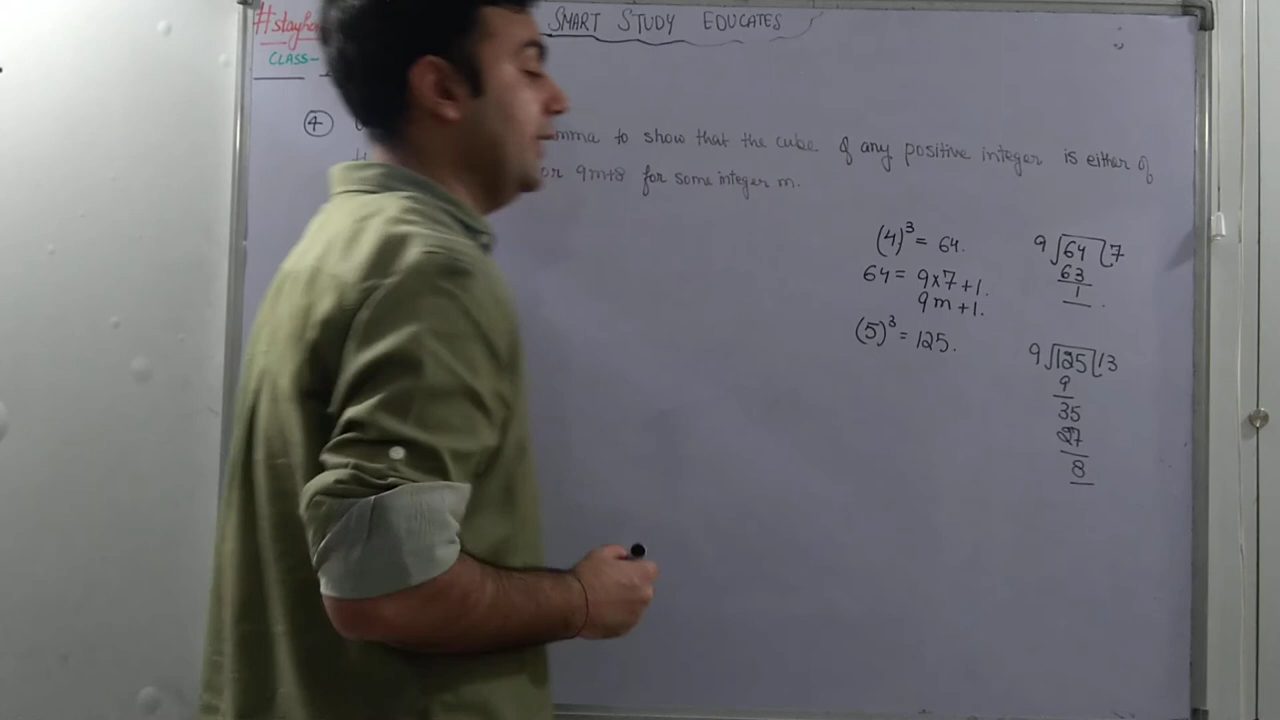 #stayho
SMART STUDY EDUCATES
CLASS-
4
mma to show that the cube of any positive integer is either of
or 9m+8 for some integer m.
(4)³ = 64.
64 = 9×7+1.
9m+1.
(5)³ = 125.
9 64 7
63
1
9 125 13
9
35
27
8